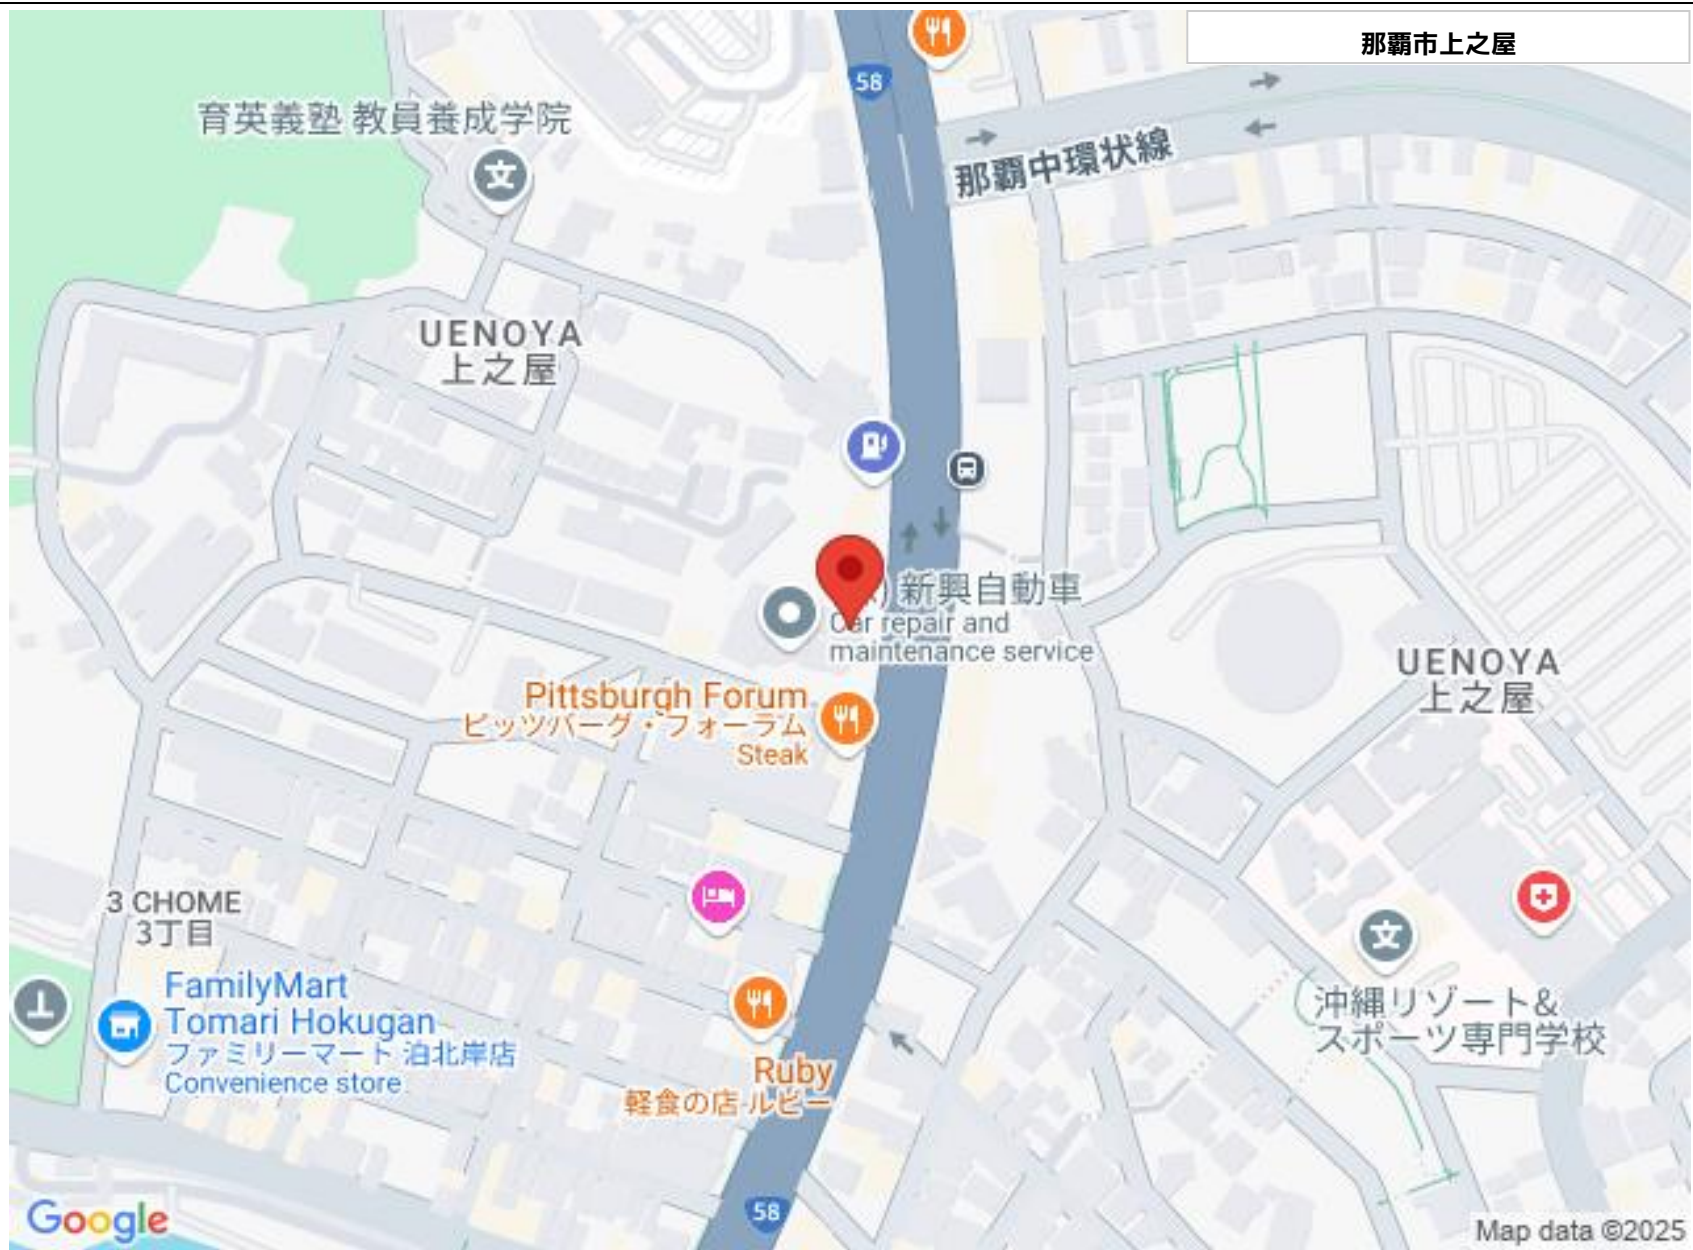 那覇市上之屋
58
育英義塾 教員養成学院
那覇中環状線
UENOYA
上之屋
新興自動車
Car repair and
maintenance service
UENOYA
上之屋
Pittsburgh Forum
ピッツバーグ・フォーラム
Steak
3 CHOME
3丁目
FamilyMart
Tomari Hokugan
ファミリーマート 泊北岸店
Convenience store
沖縄リゾート&
スポーツ専門学校
Ruby
軽食の店 ルビー
58
Google
Map data ©2025